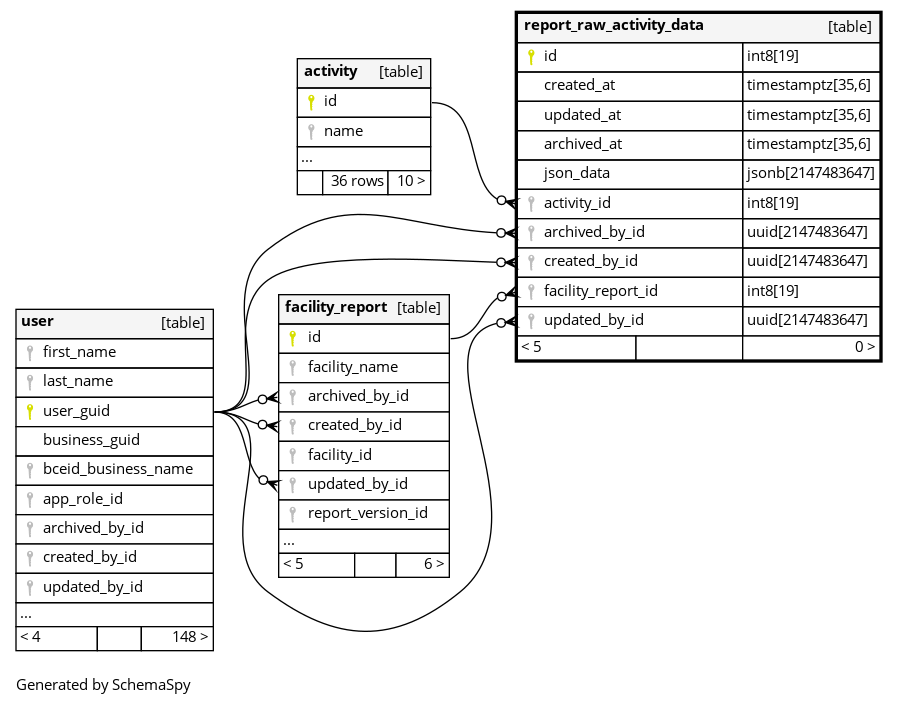 report_raw_activity_data [table]
id int8[19]
created_at timestamptz[35,6]
updated_at timestamptz[35,6]
archived_at timestamptz[35,6]
json_data jsonb[2147483647]
activity_id int8[19]
archived_by_id uuid[2147483647]
created_by_id uuid[2147483647]
facility_report_id int8[19]
updated_by_id uuid[2147483647]
< 5 0 >
activity [table]
id
name
...
36 rows 10 >
facility_report [table]
id
facility_name
archived_by_id
created_by_id
facility_id
updated_by_id
report_version_id
...
< 5 6 >
user [table]
first_name
last_name
user_guid
business_guid
bceid_business_name
app_role_id
archived_by_id
created_by_id
updated_by_id
...
< 4 148 >
Generated by SchemaSpy